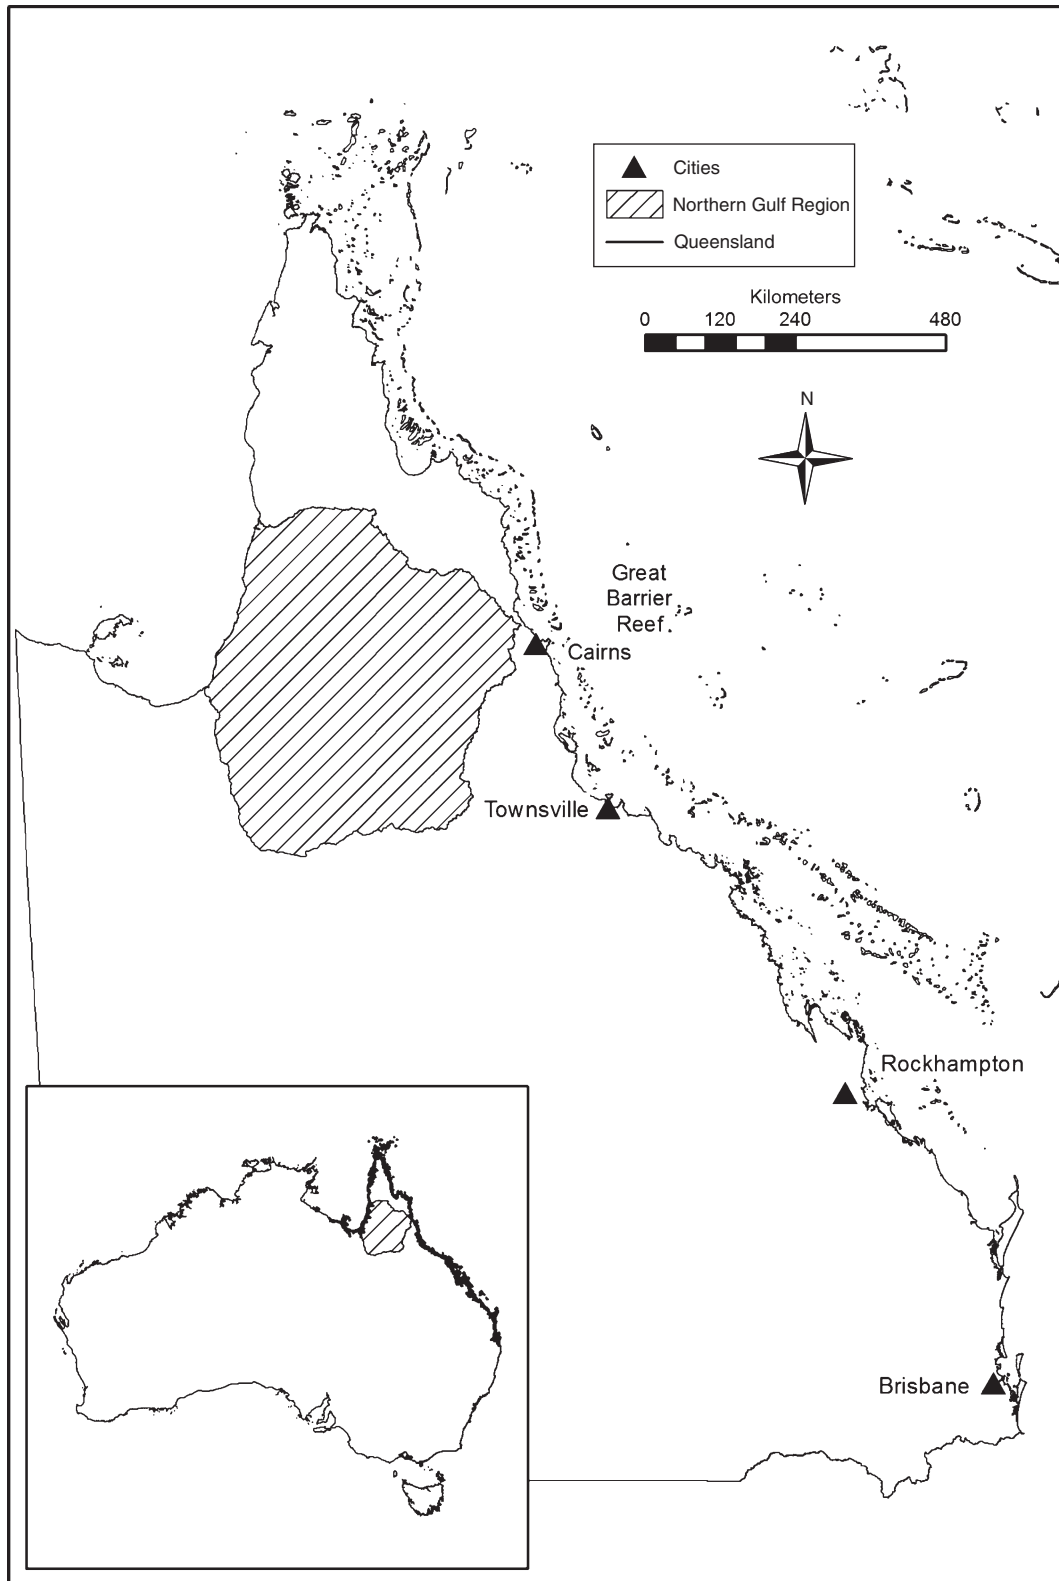 Cities
Northern Gulf Region
Queensland
Kilometers
0 120 240 480
N
Great
Barrier
Reef
Cairns
Townsville
Rockhampton
Brisbane